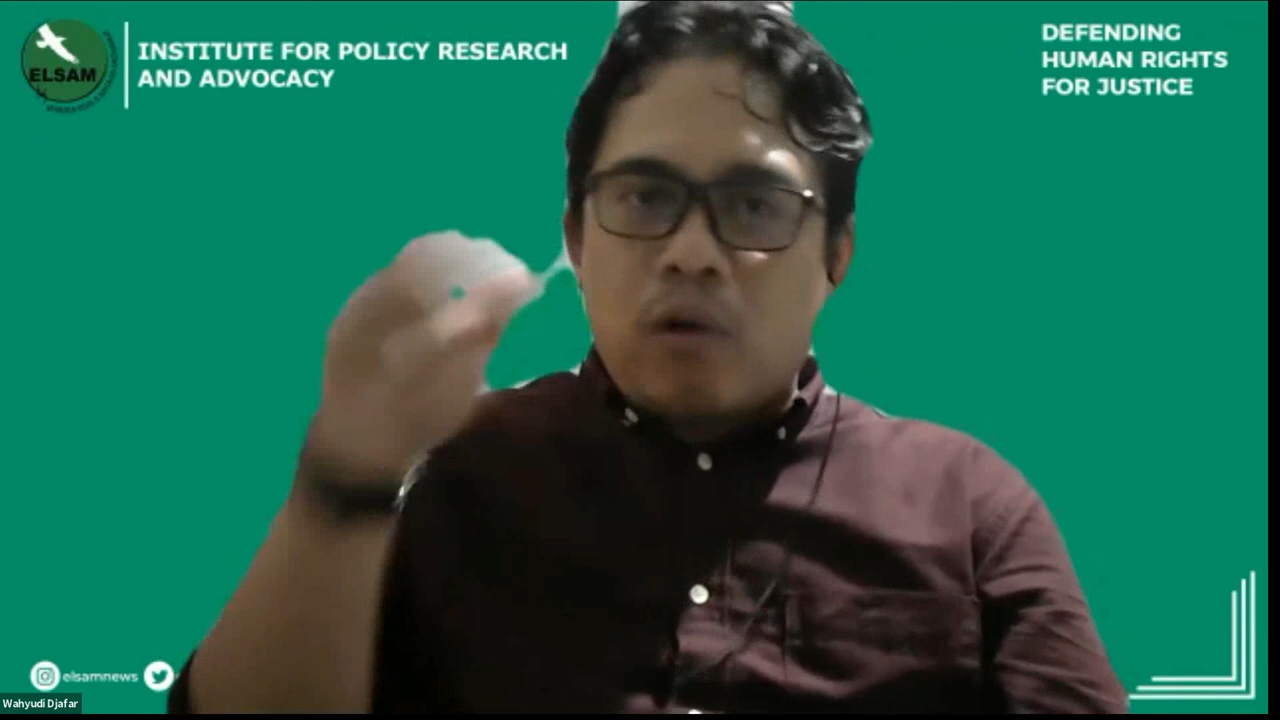 ELSAM
INSTITUTE FOR POLICY RESEARCH
AND ADVOCACY
DEFENDING
HUMAN RIGHTS
FOR JUSTICE
elsamnews
Wahyudi Djafar